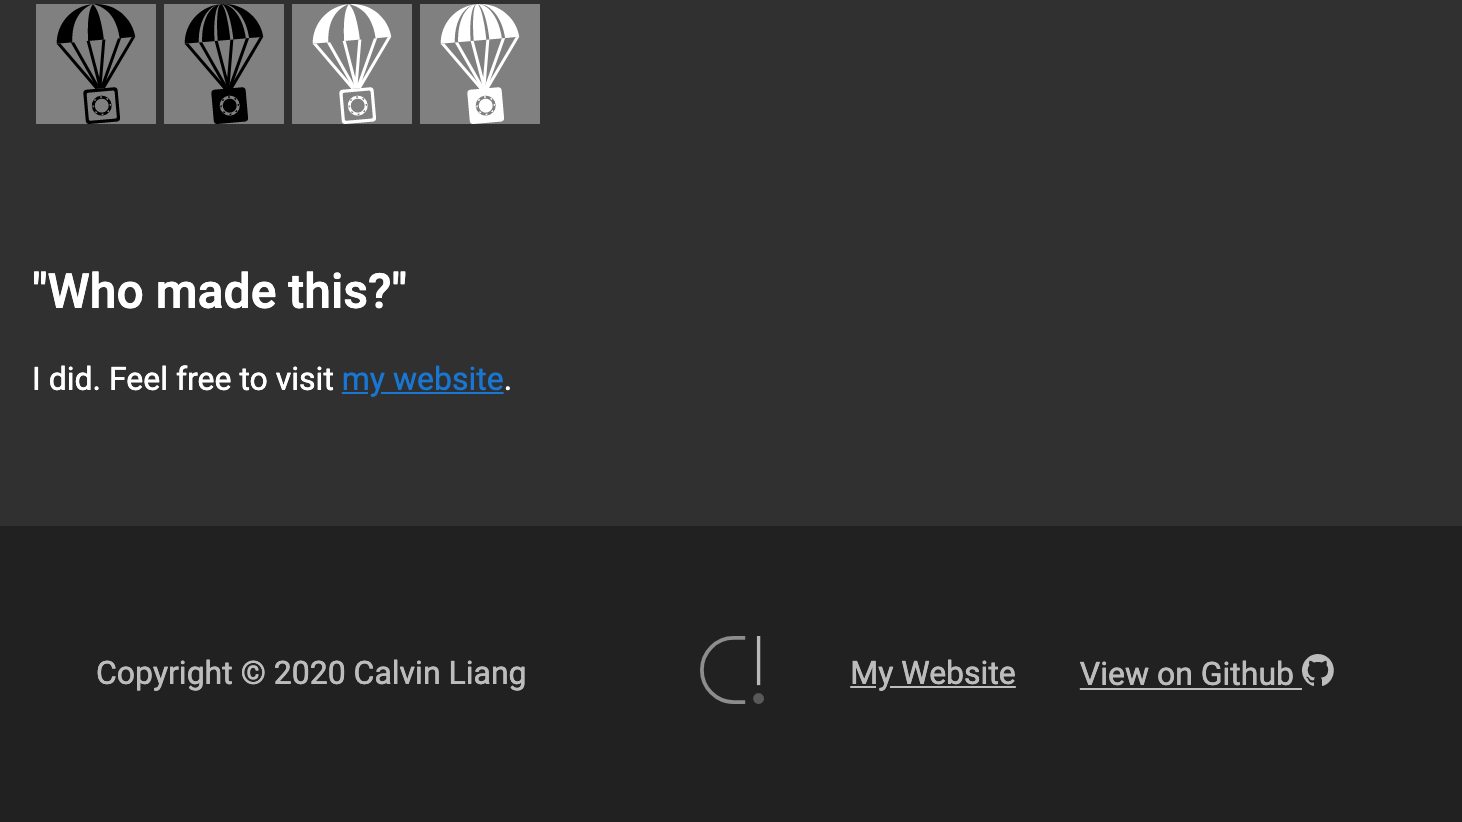 "Who made this?"
I did. Feel free to visit my website.
Copyright © 2020 Calvin Liang
My Website
View on Github